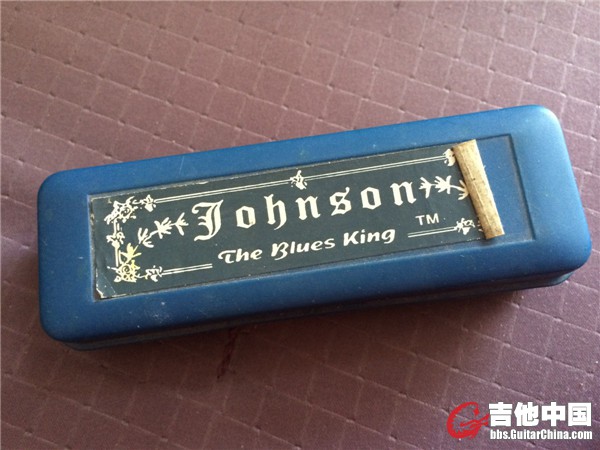 Johnson
The Blues King
TM
吉他中国
bbs.GuitarChina.com